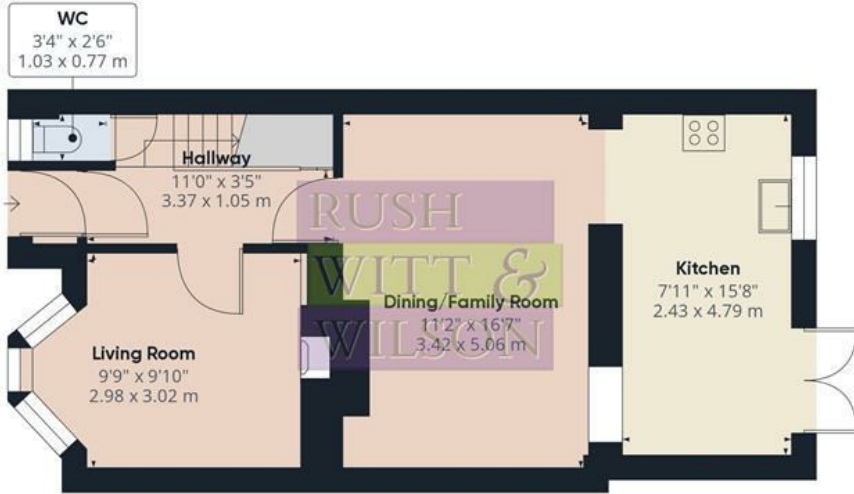 WC
3'4" x 2'6"
1.03 x 0.77 m
Hallway
11'0" x 3'5"
3.37 x 1.05 m
RUSH
WITT &
WILSON
Dining/Family Room
11'2" x 16'7"
3.42 x 5.06 m
Kitchen
7'11" x 15'8"
2.43 x 4.79 m
Living Room
9'9" x 9'10"
2.98 x 3.02 m